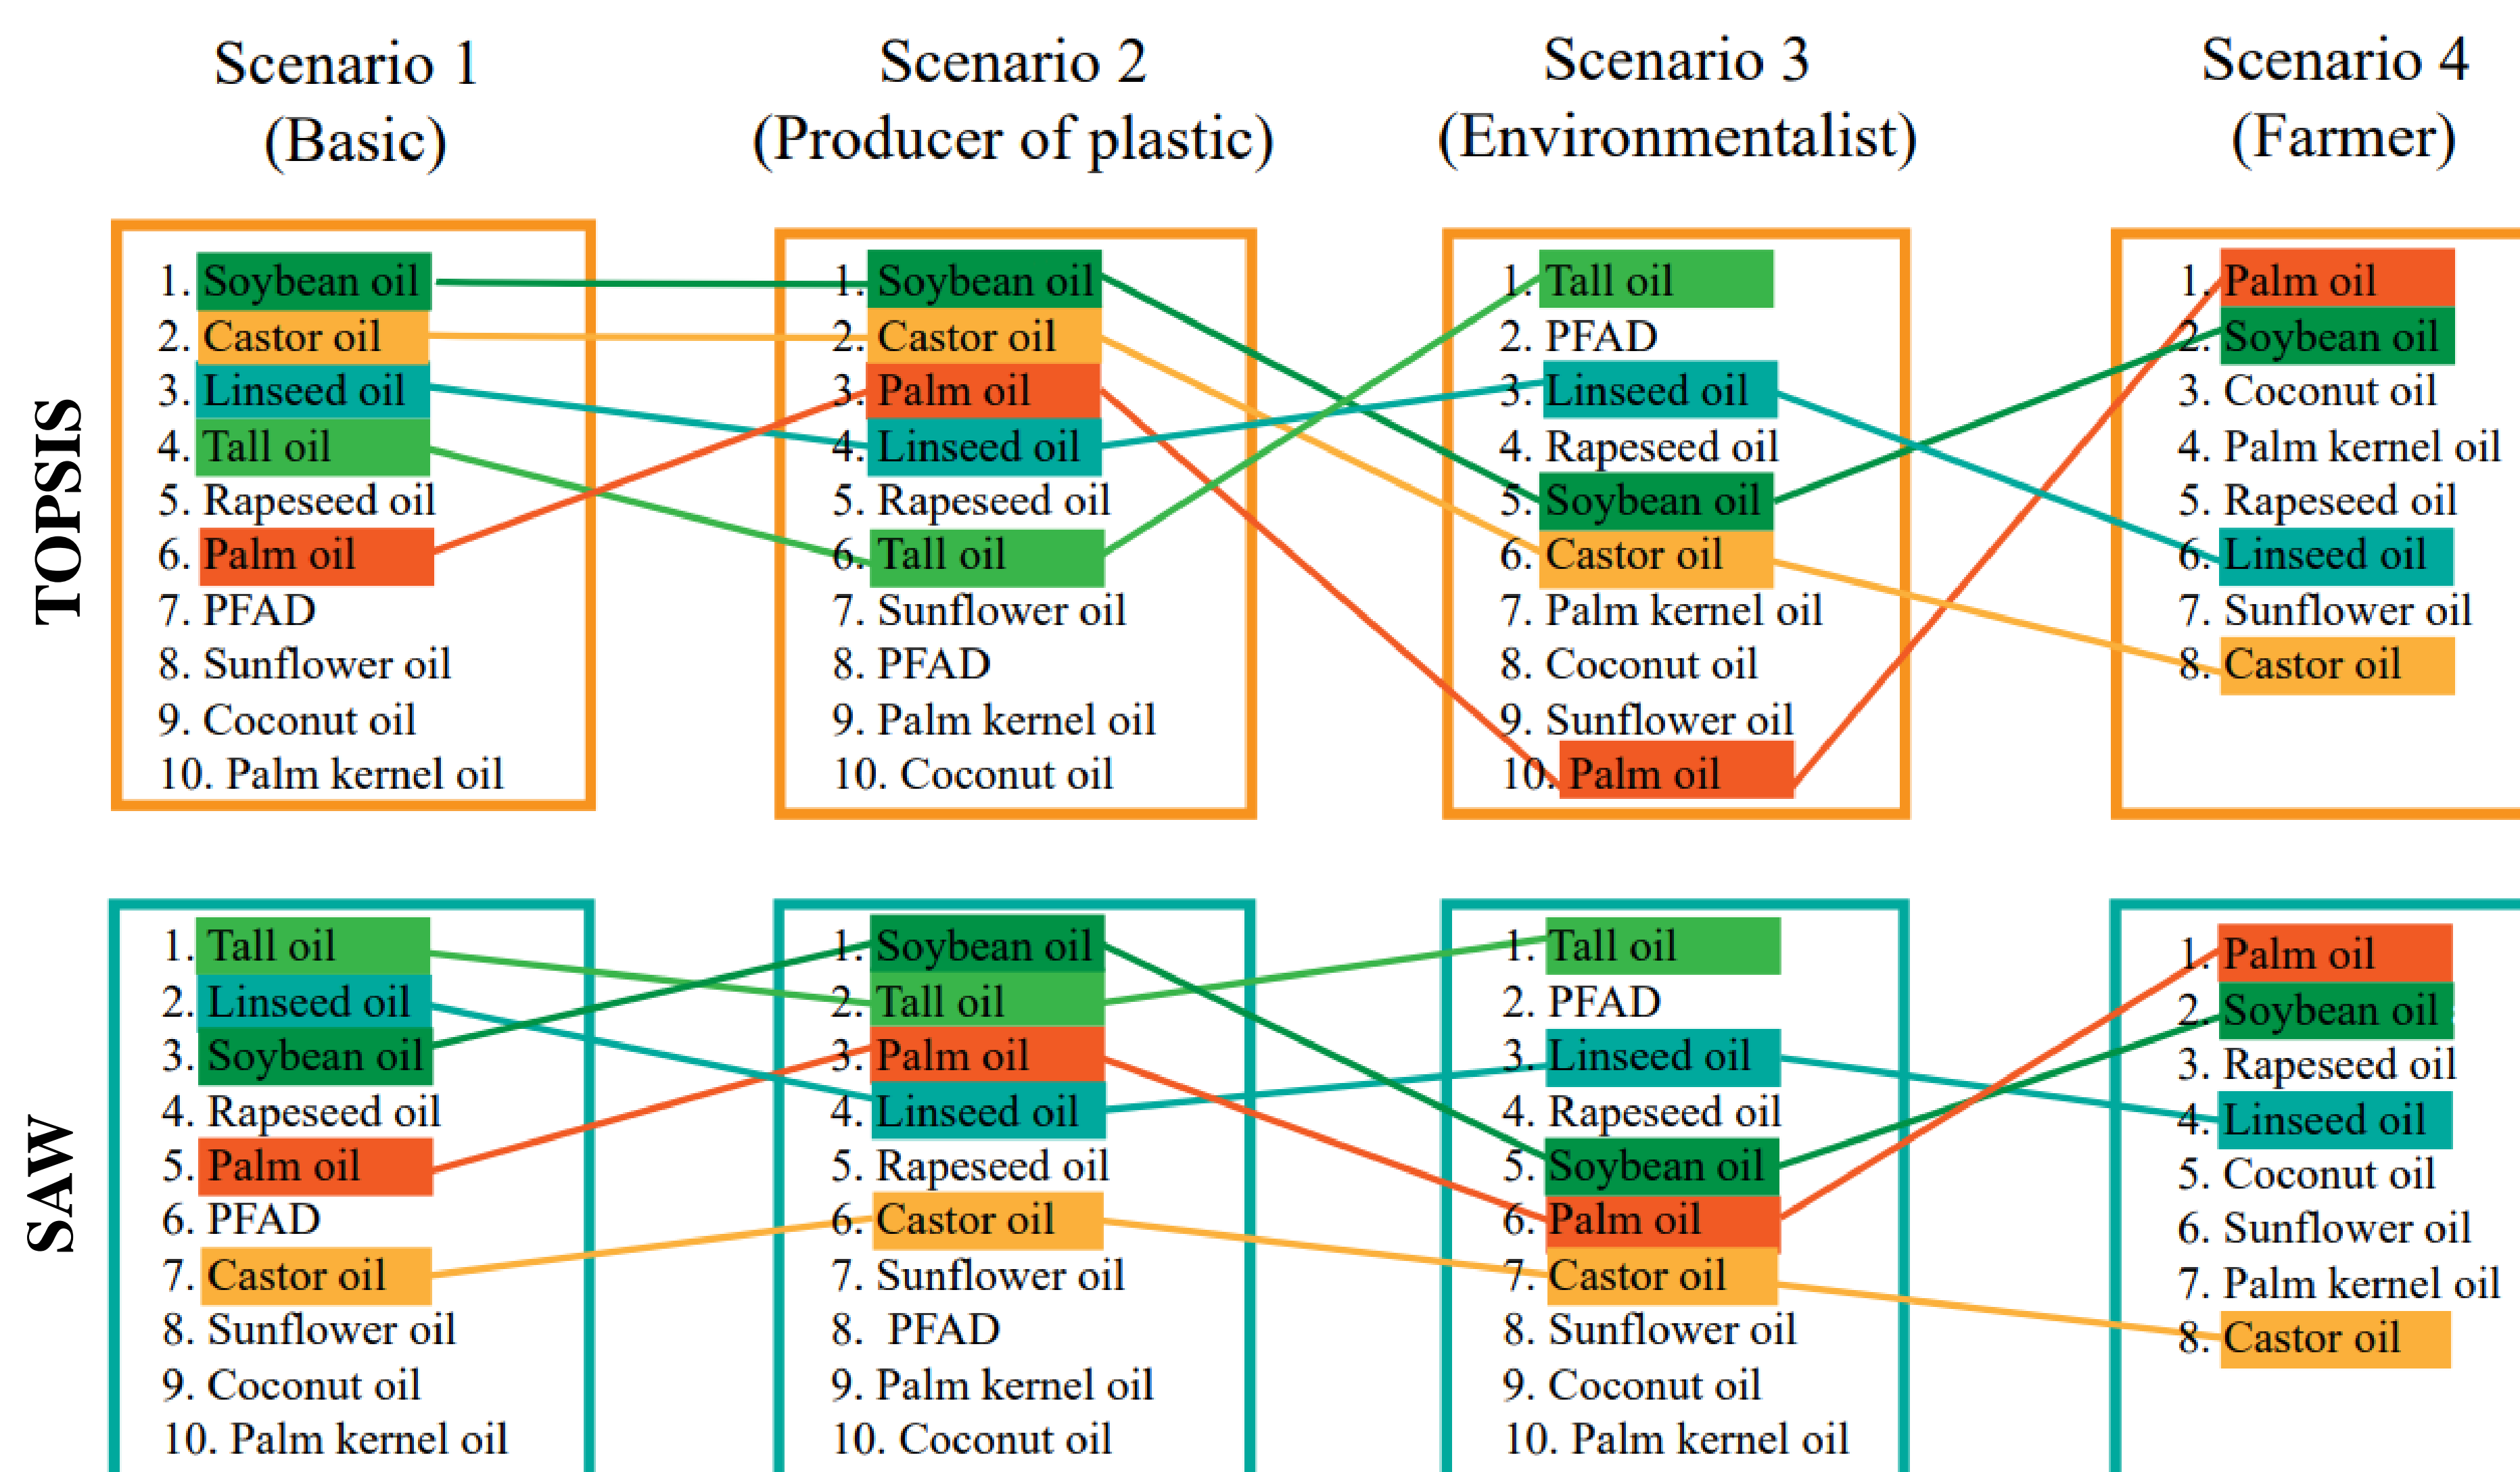 Scenario 1
(Basic)
Scenario 2
(Producer of plastic)
Scenario 3
(Environmentalist)
Scenario 4
(Farmer)
TOPSIS
1. Soybean oil
2. Castor oil
3. Linseed oil
4. Tall oil
5. Rapeseed oil
6. Palm oil
7. PFAD
8. Sunflower oil
9. Coconut oil
10. Palm kernel oil
1. Soybean oil
2. Castor oil
3. Palm oil
4. Linseed oil
5. Rapeseed oil
6. Tall oil
7. Sunflower oil
8. PFAD
9. Palm kernel oil
10. Coconut oil
1. Tall oil
2. PFAD
3. Linseed oil
4. Rapeseed oil
5. Soybean oil
6. Castor oil
7. Palm kernel oil
8. Coconut oil
9. Sunflower oil
10. Palm oil
1. Palm oil
2. Soybean oil
3. Coconut oil
4. Palm kernel oil
5. Rapeseed oil
6. Linseed oil
7. Sunflower oil
8. Castor oil
SAW
1. Tall oil
2. Linseed oil
3. Soybean oil
4. Rapeseed oil
5. Palm oil
6. PFAD
7. Castor oil
8. Sunflower oil
9. Coconut oil
10. Palm kernel oil
1. Soybean oil
2. Tall oil
3. Palm oil
4. Linseed oil
5. Rapeseed oil
6. Castor oil
7. Sunflower oil
8. PFAD
9. Palm kernel oil
10. Coconut oil
1. Tall oil
2. PFAD
3. Linseed oil
4. Rapeseed oil
5. Soybean oil
6. Palm oil
7. Castor oil
8. Sunflower oil
9. Coconut oil
10. Palm kernel oil
1. Palm oil
2. Soybean oil
3. Rapeseed oil
4. Linseed oil
5. Coconut oil
6. Sunflower oil
7. Palm kernel oil
8. Castor oil